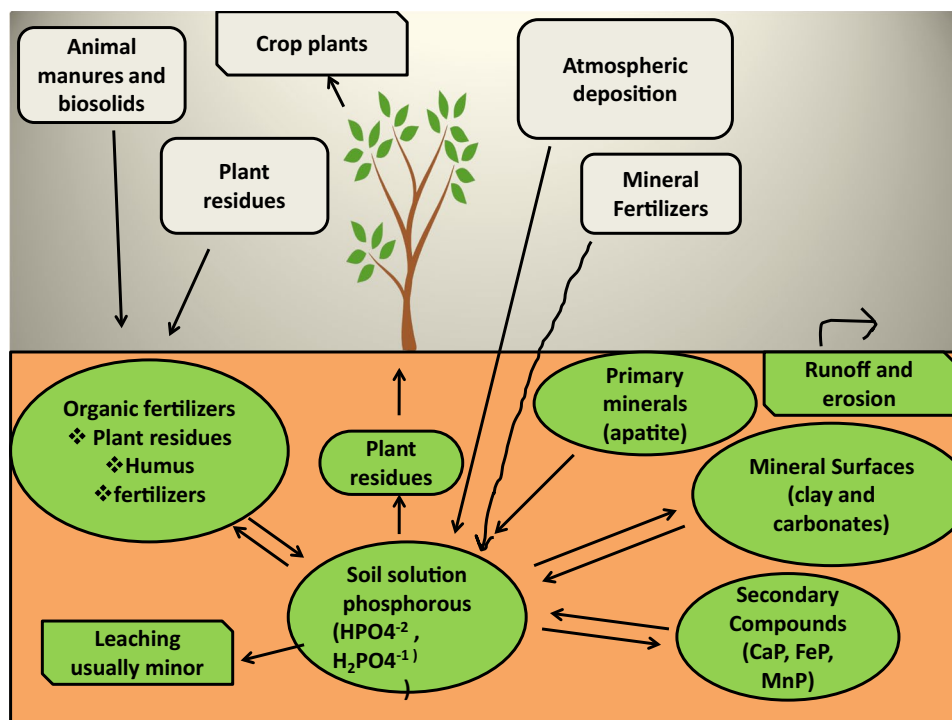 Animal
manures and
biosolids
Crop plants
Atmospheric
deposition
Plant
residues
Mineral
Fertilizers
Runoff and
erosion
Primary
minerals
(apatite)
Organic fertilizers
❖ Plant residues
❖Humus
❖fertilizers
Plant
residues
Mineral Surfaces
(clay and
carbonates)
Soil solution
phosphorous
(HPO4⁻² ,
H₂PO4⁻¹ ⁾
)
Secondary
Compounds
(CaP, FeP,
MnP)
Leaching
usually minor